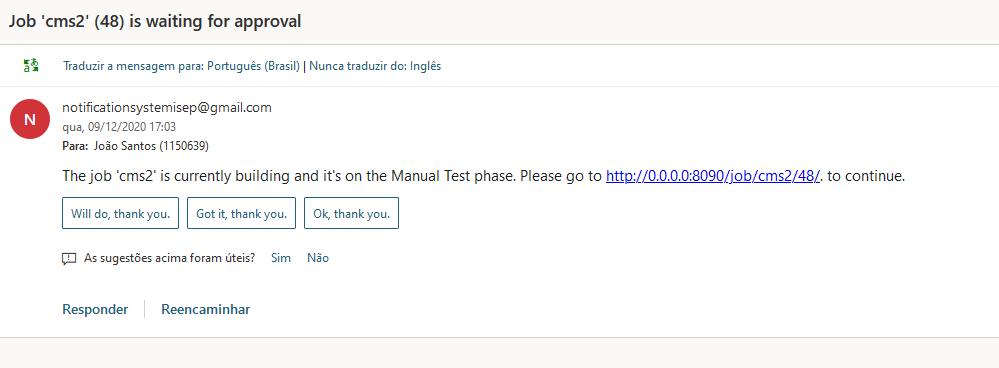 Job 'cms2' (48) is waiting for approval
Traduzir a mensagem para: Português (Brasil) | Nunca traduzir do: Inglês
N
notificationsystemisep@gmail.com
qua, 09/12/2020 17:03
Para: João Santos (1150639)
The job 'cms2' is currently building and it's on the Manual Test phase. Please go to http://0.0.0.0:8090/job/cms2/48/. to continue.
Will do, thank you. Got it, thank you. Ok, thank you.
As sugestões acima foram úteis? Sim Não
Responder Reencaminhar